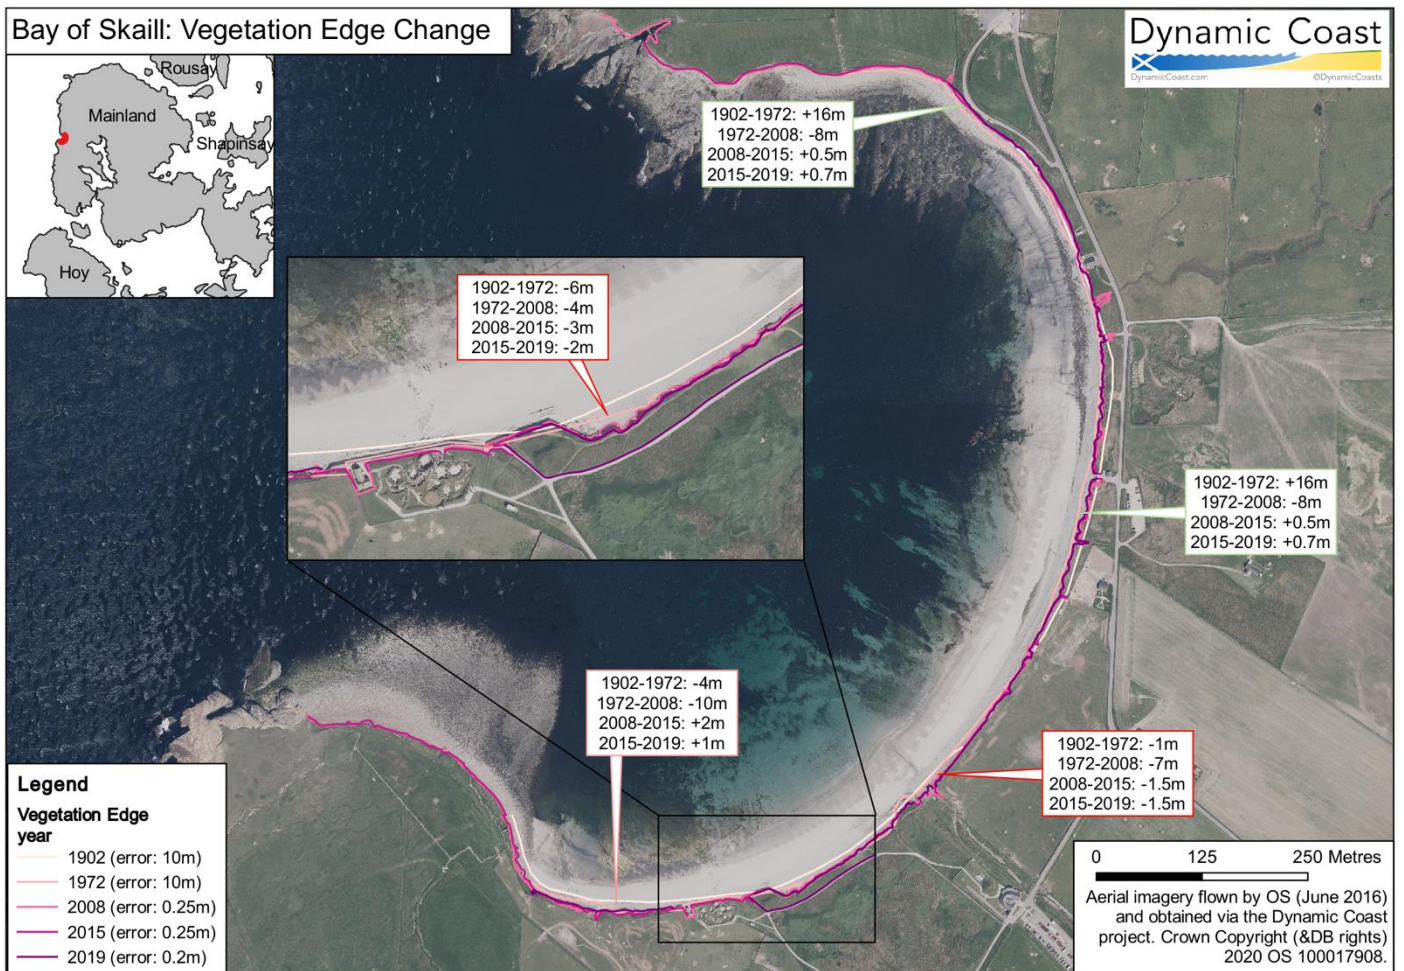 Bay of Skaill: Vegetation Edge Change
Rousay
Mainland
Shapinsay
Hoy
Dynamic Coast
DynamicCoast.com
@DynamicCoasts
1902-1972: +16m
1972-2008: -8m
2008-2015: +0.5m
2015-2019: +0.7m
1902-1972: -6m
1972-2008: -4m
2008-2015: -3m
2015-2019: -2m
1902-1972: +16m
1972-2008: -8m
2008-2015: +0.5m
2015-2019: +0.7m
1902-1972: -4m
1972-2008: -10m
2008-2015: +2m
2015-2019: +1m
1902-1972: -1m
1972-2008: -7m
2008-2015: -1.5m
2015-2019: -1.5m
Legend
Vegetation Edge
year
1902 (error: 10m)
1972 (error: 10m)
2008 (error: 0.25m)
2015 (error: 0.25m)
2019 (error: 0.2m)
0 125 250 Metres
Aerial imagery flown by OS (June 2016)
and obtained via the Dynamic Coast
project. Crown Copyright (&DB rights)
2020 OS 100017908.